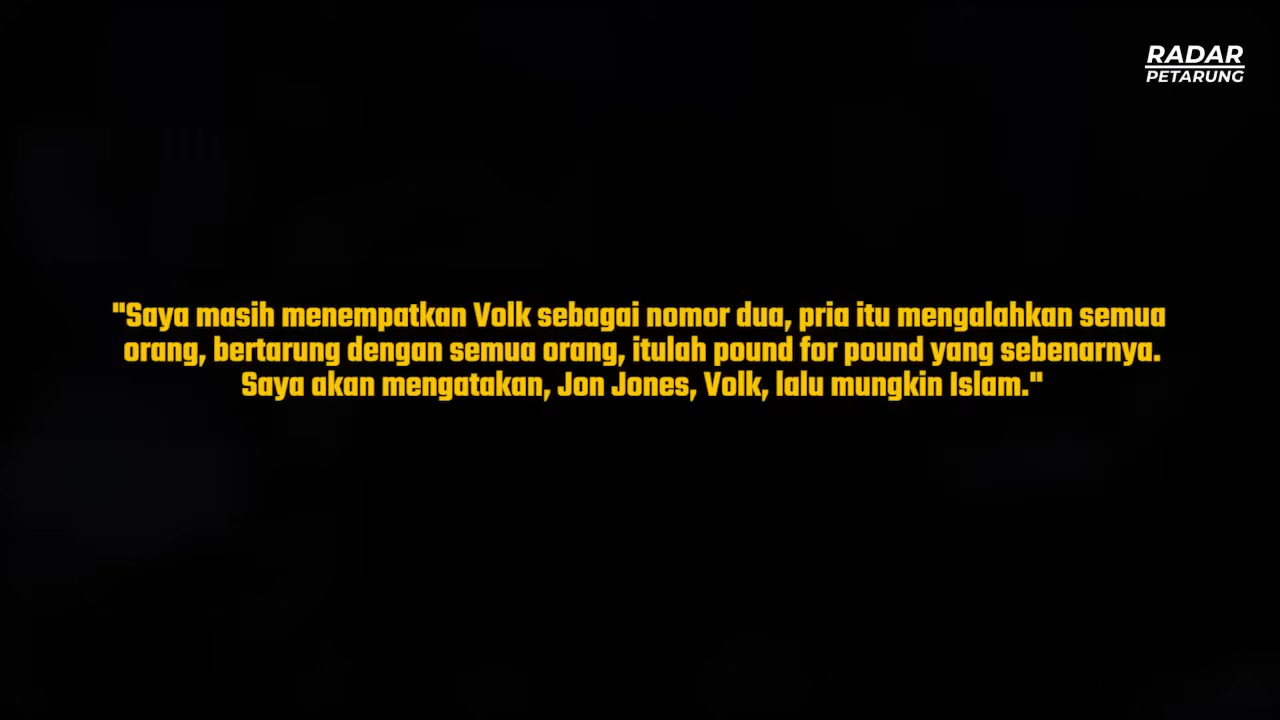 RADAR
PETARUNG
"Saya masih menempatkan Volk sebagai nomor dua, pria itu mengalahkan semua
orang, bertarung dengan semua orang, itulah pound for pound yang sebenarnya.
Saya akan mengatakan, Jon Jones, Volk, lalu mungkin Islam."